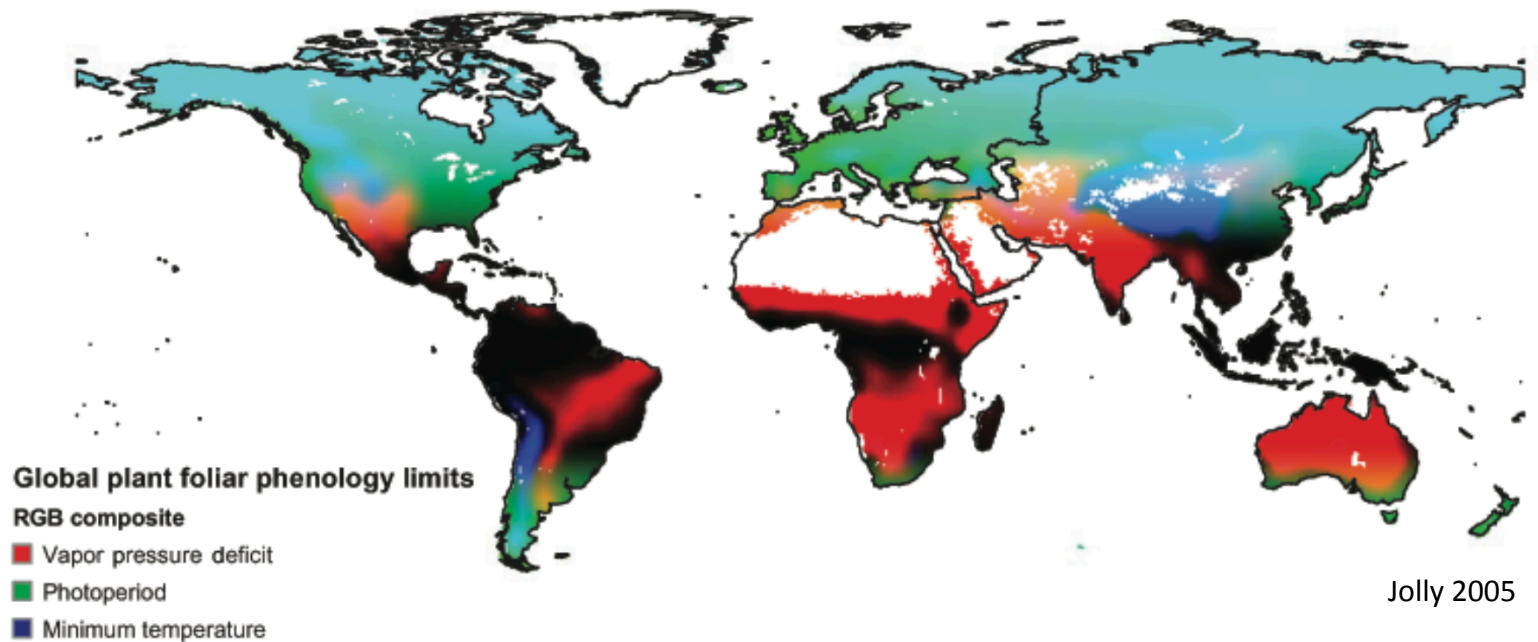 Global plant foliar phenology limits
RGB composite
Vapor pressure deficit
Photoperiod
Minimum temperature
Jolly 2005